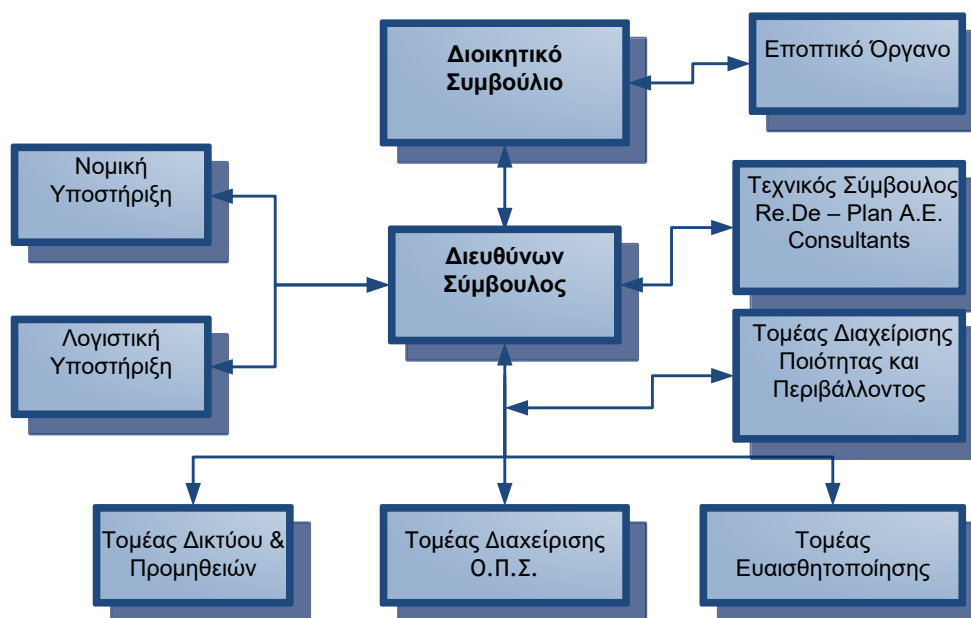 Διοικητικό
Συμβούλιο
Εποπτικό Όργανο
Νομική
Υποστήριξη
Τεχνικός Σύμβουλος
Re.De – Plan A.E.
Consultants
Διευθύνων
Σύμβουλος
Λογιστική
Υποστήριξη
Τομέας Διαχείρισης
Ποιότητας και
Περιβάλλοντος
Τομέας Δικτύου &
Προμηθειών
Τομέας Διαχείρισης
Ο.Π.Σ.
Τομέας
Ευαισθητοποίησης